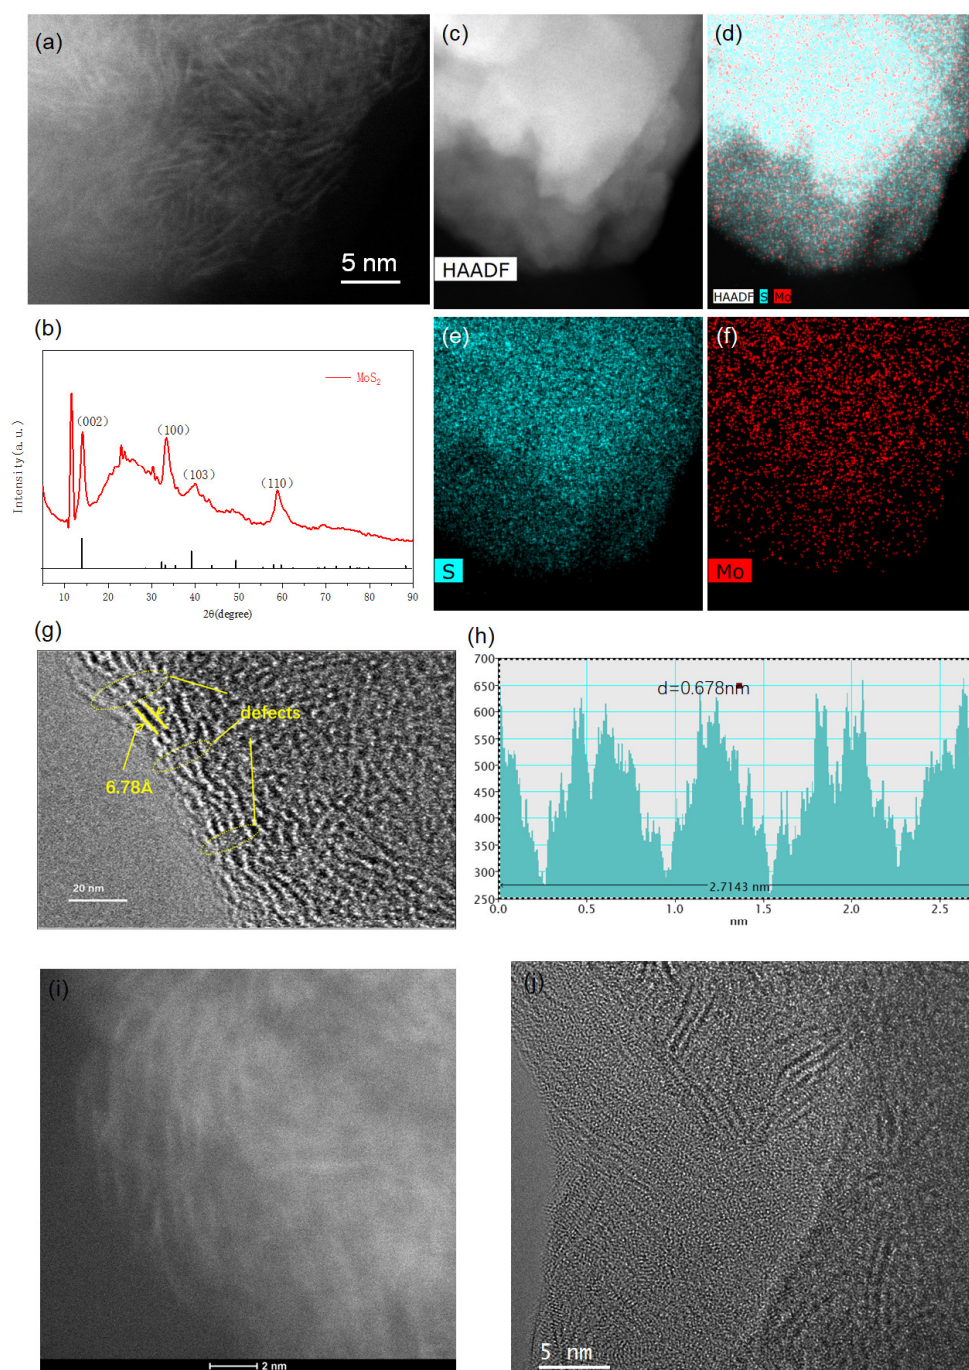 (a)
5 nm
(c)
HAADF
(d)
HAADF S Mo
(b)
MoS₂
(002)
(100)
(103)
(110)
Intensity(a.u.)
10 20 30 40 50 60 70 80 90
2θ(degree)
(e)
S
(f)
Mo
(g)
defects
6.78Å
20 nm
(h)
700
650
600
550
500
450
400
350
300
250
d=0.678nm
2.7143 nm
0.0 0.5 1.0 1.5 2.0 2.5
nm
(i)
2 nm
(j)
5 nm